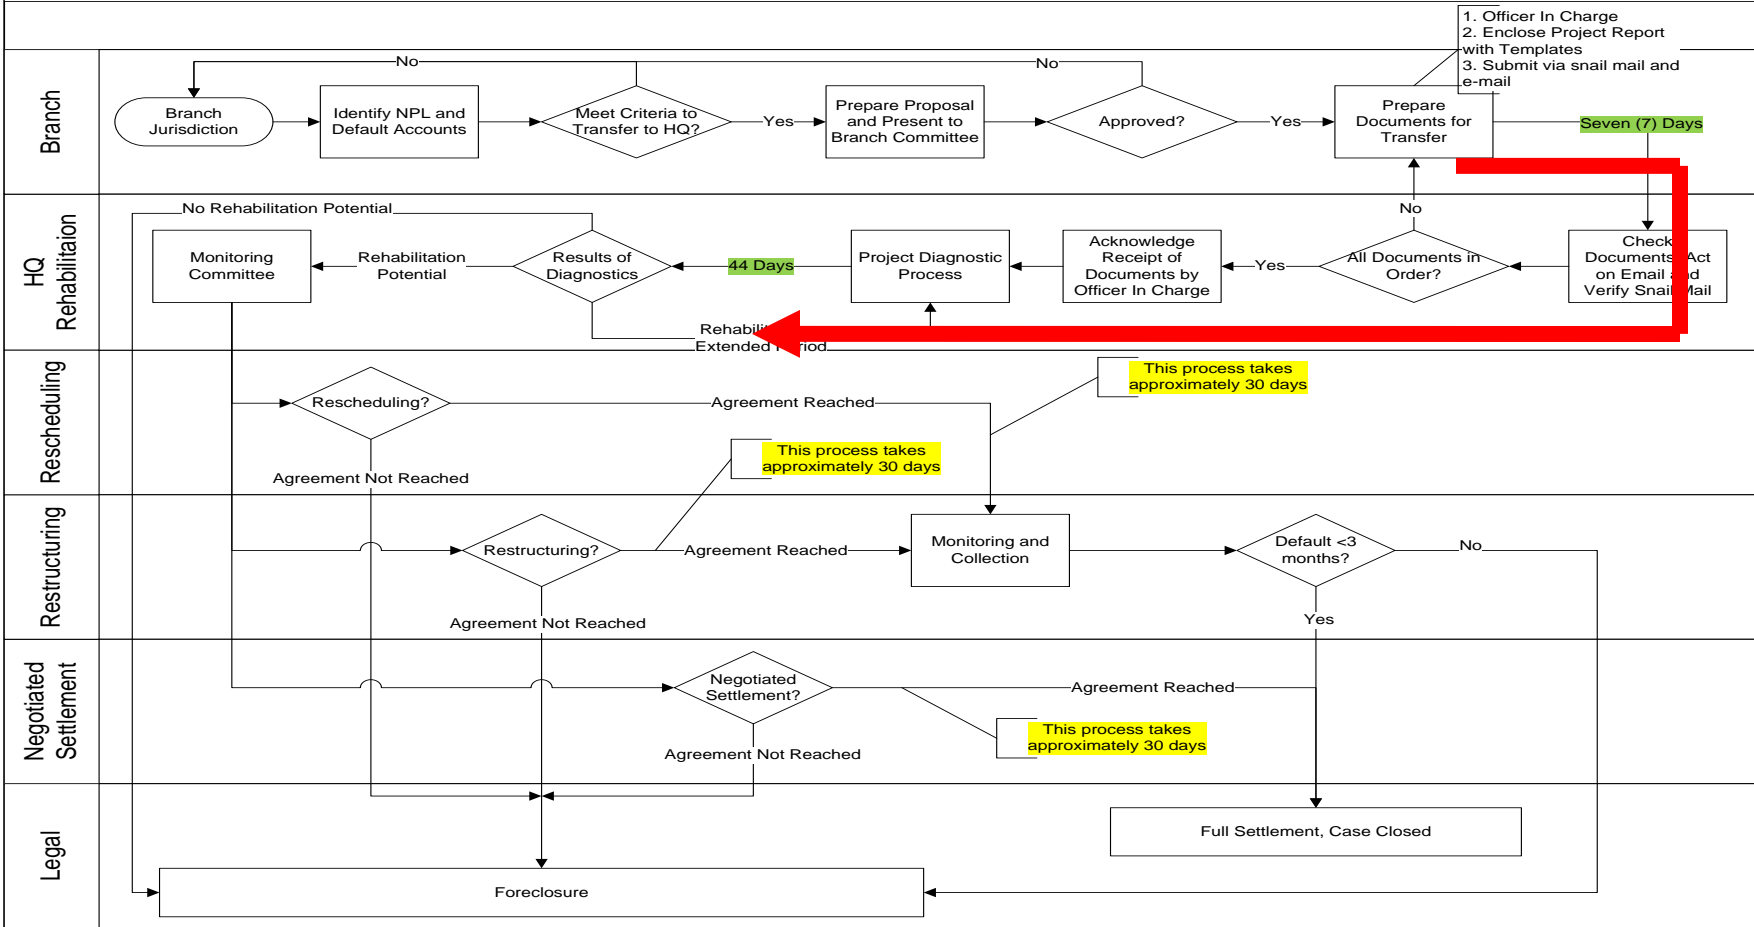 1. Officer In Charge
2. Enclose Project Report
with Templates
3. Submit via snail mail and
e-mail
Branch
No
No
Branch
Jurisdiction
Identify NPL and
Default Accounts
Meet Criteria to
Transfer to HQ?
Yes
Prepare Proposal
and Present to
Branch Committee
Approved?
Yes
Prepare
Documents for
Transfer
Seven (7) Days
HQ
Rehabilitaion
No Rehabilitation Potential
No
Monitoring
Committee
Rehabilitation
Potential
Results of
Diagnostics
44 Days
Project Diagnostic
Process
Acknowledge
Receipt of
Documents by
Officer In Charge
Yes
All Documents in
Order?
Check
Documents, Act
on Email and
Verify Snail Mail
Extended Period
Rescheduling
Rescheduling?
Agreement Reached
This process takes
approximately 30 days
Agreement Not Reached
This process takes
approximately 30 days
Restructuring
Restructuring?
Agreement Reached
Monitoring and
Collection
Default <3
months?
No
Agreement Not Reached
Yes
Negotiated
Settlement
Negotiated
Settlement?
Agreement Reached
This process takes
approximately 30 days
Agreement Not Reached
Legal
Full Settlement, Case Closed
Foreclosure